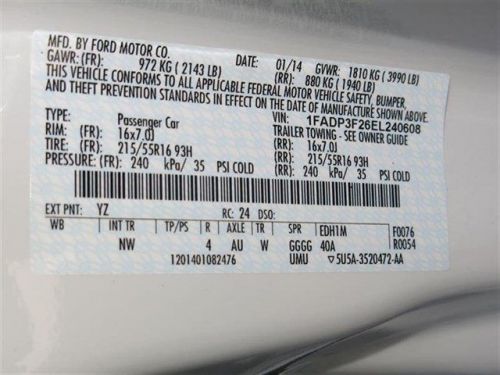 MFD. BY FORD MOTOR CO.
DATE: 01/14 GVWR: 1810 KG ( 3990 LB)
GAWR: (FR): 972 KG ( 2143 LB) (RR): 880 KG ( 1940 LB)
THIS VEHICLE CONFORMS TO ALL APPLICABLE FEDERAL MOTOR VEHICLE SAFETY, BUMPER,
AND THEFT PREVENTION STANDARDS IN EFFECT ON THE DATE OF MANUFACTURE SHOWN ABOVE.
VIN: 1FADP3F26EL240608
TYPE: Passenger Car TRAILER TOWING - SEE OWNER GUIDE
RIM: (FR): 16x7.0J (RR): 16x7.0J
TIRE: (FR): 215/55R16 93H (RR): 215/55R16 93H
PRESSURE: (FR): 240 kPa/ 35 PSI COLD (RR): 240 kPa/ 35 PSI COLD
EXT PNT: YZ RC: 24 DSO:
WB INT TR TP/PS R AXLE TR SPR EDH1M F0076
NW 4 AU W GGGG 40A R0054
1201401082476 UMU 5U5A-3520472-AA